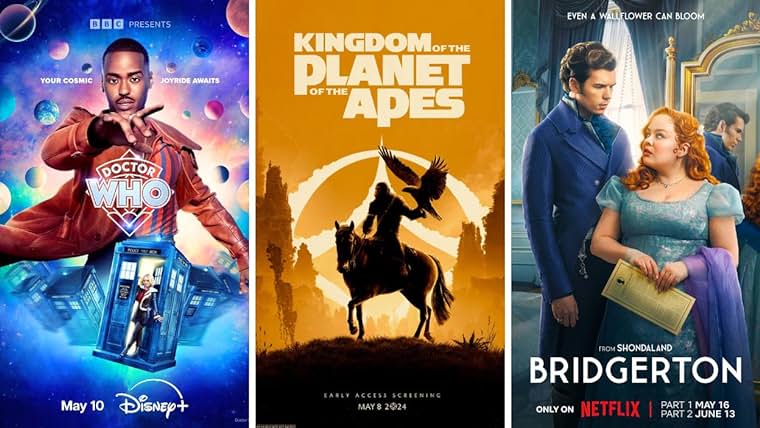 BBC PRESENTS
YOUR COSMIC JOYRIDE AWAITS
DOCTOR
WHO
POLICE BOX
May 10 Disney+
KINGDOM OF THE
PLANET
OF THE APES
EARLY ACCESS SCREENING
MAY 8 2024
EVEN A WALLFLOWER CAN BLOOM
FROM SHONDALAND
BRIDGERTON
ONLY ON NETFLIX | PART 1 MAY 16
PART 2 JUNE 13